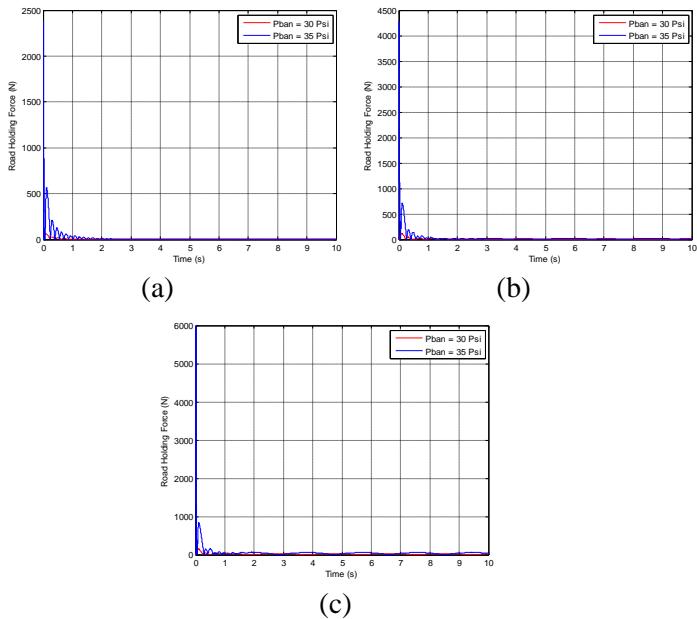 2500
2000
1500
1000
500
0
Road Holding Force (N)
Pban = 30 Psi
Pban = 35 Psi
0 1 2 3 4 5 6 7 8 9 10
Time (s)
(a)
4500
4000
3500
3000
2500
2000
1500
1000
500
0
Road Holding Force (N)
Pban = 30 Psi
Pban = 35 Psi
0 1 2 3 4 5 6 7 8 9 10
Time (s)
(b)
6000
5000
4000
3000
2000
1000
0
Road Holding Force (N)
Pban = 30 Psi
Pban = 35 Psi
0 1 2 3 4 5 6 7 8 9 10
Time (s)
(c)